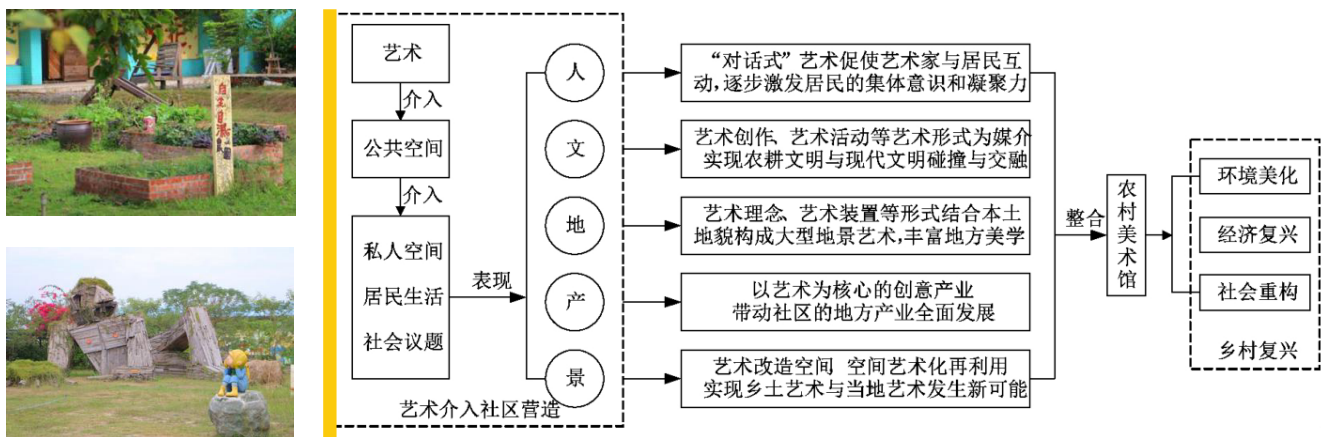 艺术
介入
公共空间
介入
私人空间
居民生活
社会议题
表现
人
文
地
产
景
艺术介入社区营造
“对话式”艺术促使艺术家与居民互
动,逐步激发居民的集体意识和凝聚力
艺术创作、艺术活动等艺术形式为媒介
实现农耕文明与现代文明碰撞与交融
艺术理念、艺术装置等形式结合本土
地貌构成大型地景艺术,丰富地方美学
以艺术为核心的创意产业
带动社区的地方产业全面发展
艺术改造空间 空间艺术化再利用
实现乡土艺术与当地艺术发生新可能
整合
农村美术馆
环境美化
经济复兴
社会重构
乡村复兴